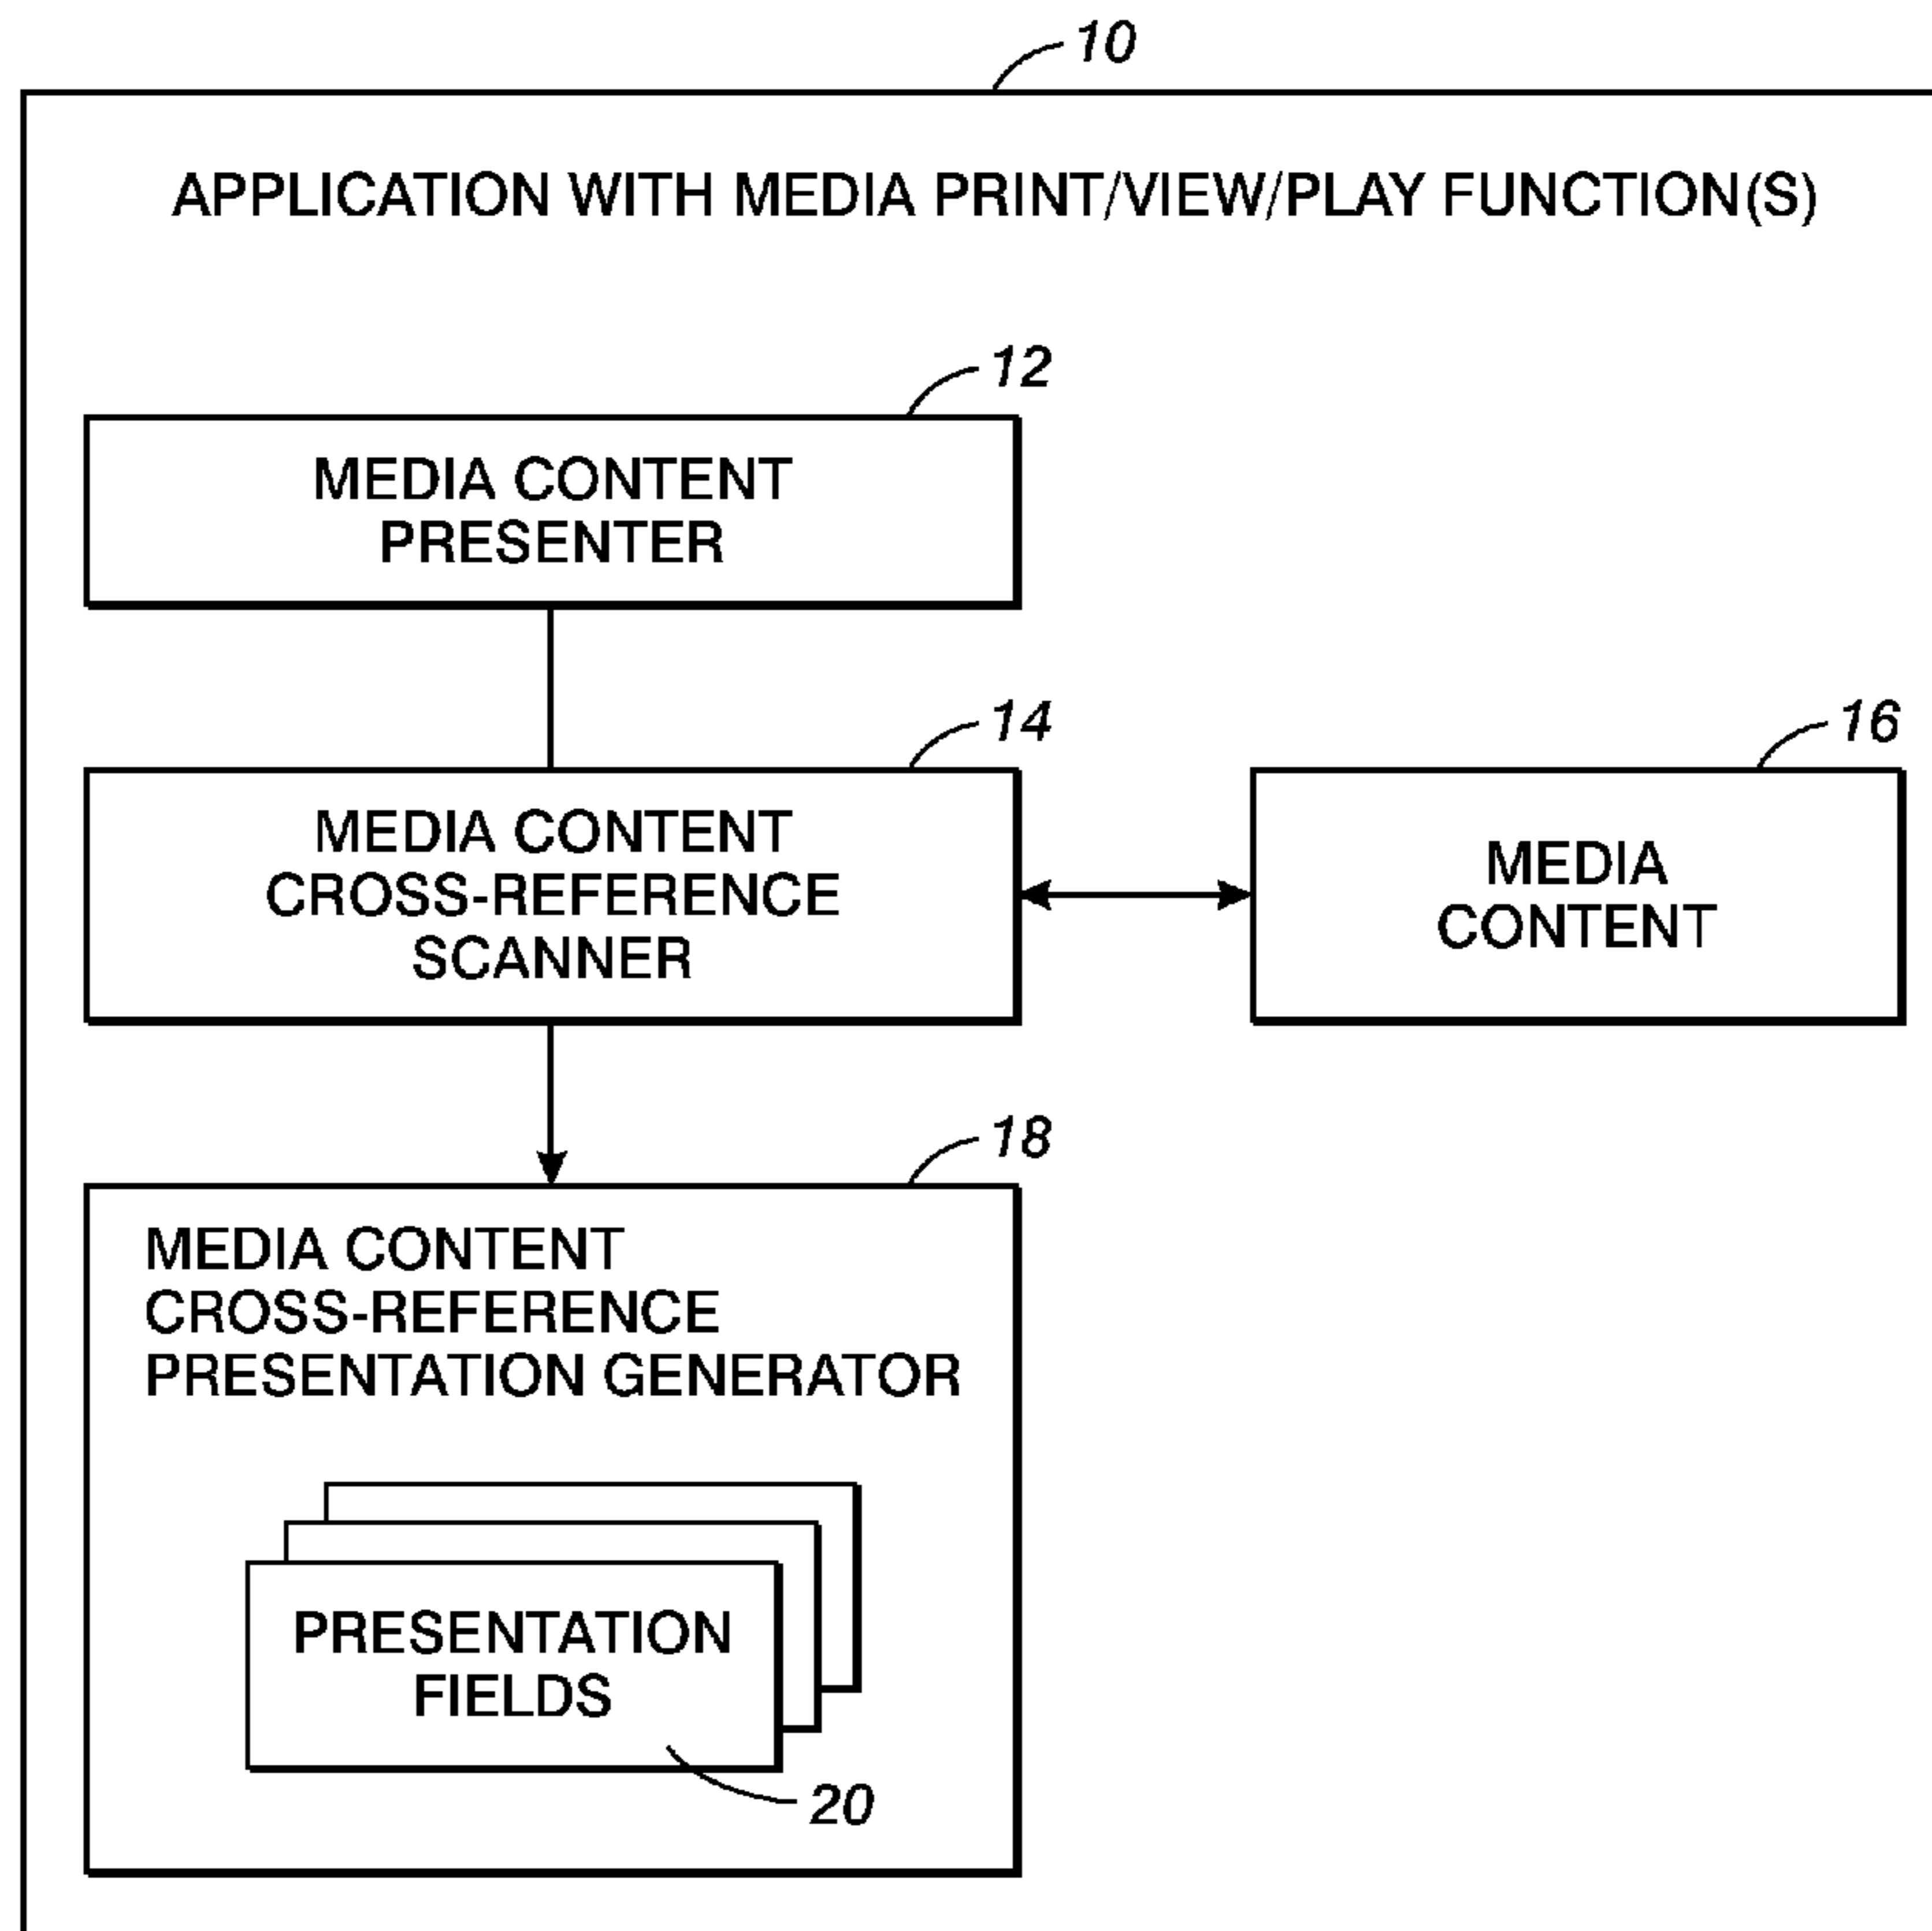 10
APPLICATION WITH MEDIA PRINT/VIEW/PLAY FUNCTION(S)
12
MEDIA CONTENT
PRESENTER
14
MEDIA CONTENT
CROSS-REFERENCE
SCANNER
16
MEDIA
CONTENT
18
MEDIA CONTENT
CROSS-REFERENCE
PRESENTATION GENERATOR
PRESENTATION
FIELDS
20